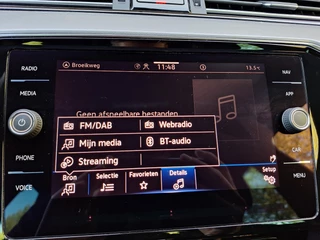 RADIO
MEDIA
PHONE
VOICE
Broeikweg
11:48
13.5°C
Geen afspeelbare bestanden
FM/DAB
Webradio
Mijn media
BT-audio
Streaming
Bron
Selectie
Favorieten
Details
Setup
NAV
APP
CAR
MENU